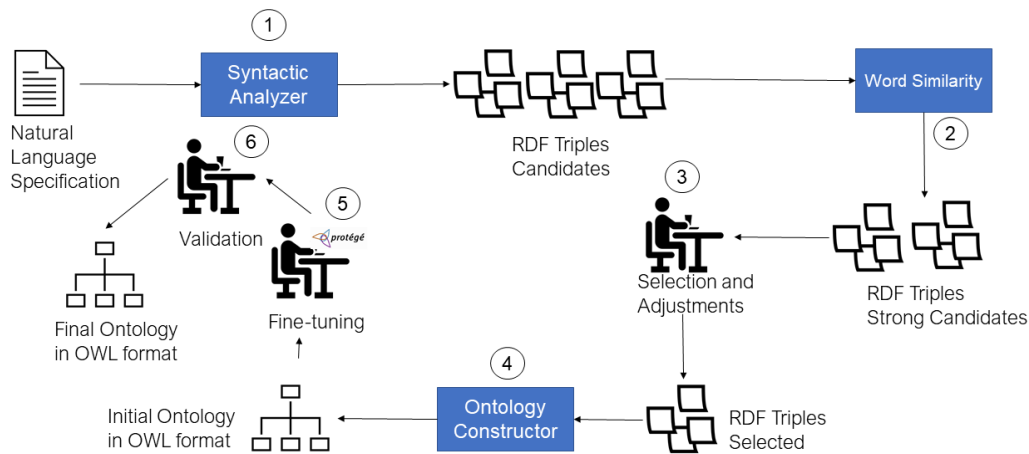 1
Syntactic
Analyzer
Natural
Language
Specification
RDF Triples
Candidates
Word Similarity
2
3
Selection and
Adjustments
RDF Triples
Strong Candidates
RDF Triples
Selected
4
Ontology
Constructor
Initial Ontology
in OWL format
5
protégé
Fine-tuning
6
Validation
Final Ontology
in OWL format